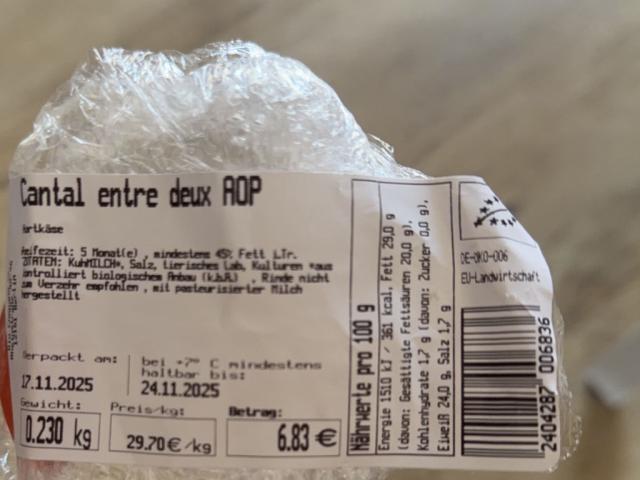 Cantal entre deux AOP
artkäse
eifezeit: 5 Monat(e) , mindestens 45% Fett i.Tr.
ZUTATEN: KuhMILCH*, Salz, tierisches Lab, Kulturen *aus
kontrolliert biologischem Anbau (k.b.A.) , Rinde nicht
um Verzehr empfohlen , mit pasteurisierter Milch
ergestellt
erpackt am:
17.11.2025
bei +7° C mindestens
haltbar bis:
24.11.2025
Gewicht:
0.230 kg
Preis/kg:
29.70€/kg
Betrag:
6.83 €
Nährwerte pro 100 g
Energie 1510 kJ / 361 kcal, Fett 29,0 g
(davon: Gesättigte Fettsäuren 20,0 g),
Kohlenhydrate 1,7 g (davon: Zucker 0,0 g),
Eiweiß 24,0 g, Salz 1,7 g
DE-ÖKO-006
EU-Landwirtschaft
2404287 006836